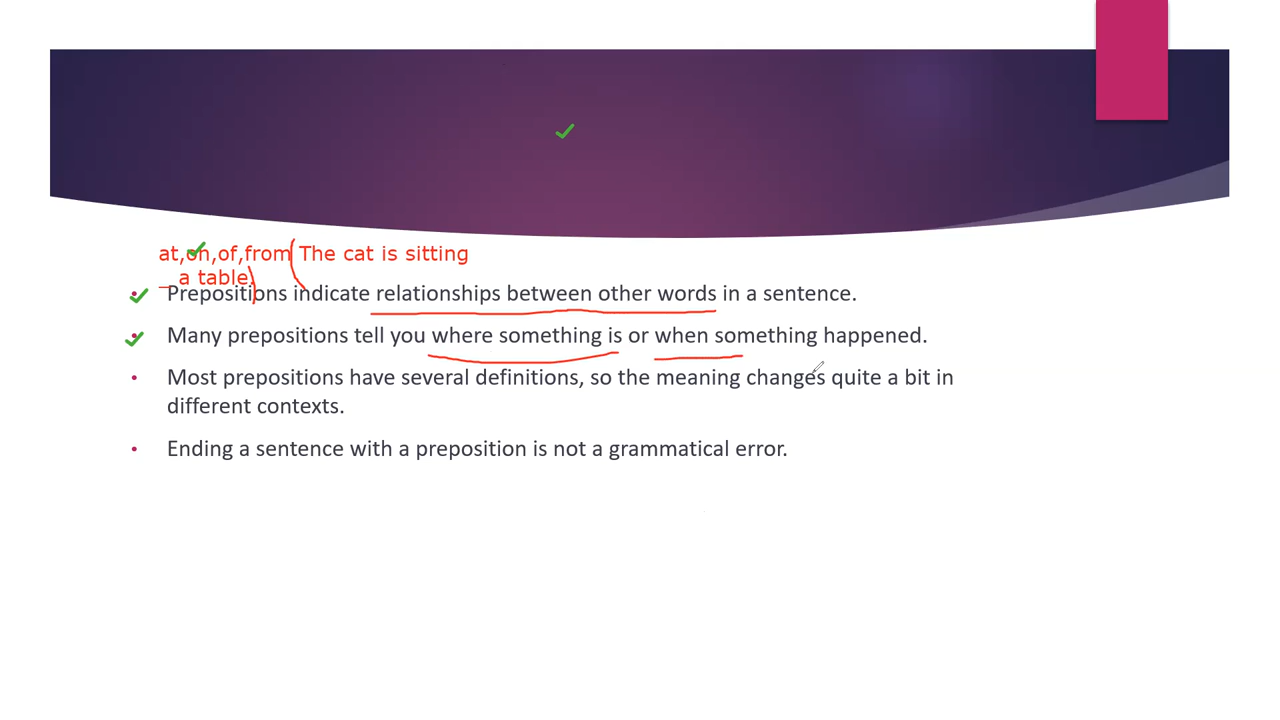 at,on,of,from(The cat is sitting
_ a table)
Prepositions indicate relationships between other words in a sentence.
Many prepositions tell you where something is or when something happened.
Most prepositions have several definitions, so the meaning changes quite a bit in
different contexts.
Ending a sentence with a preposition is not a grammatical error.